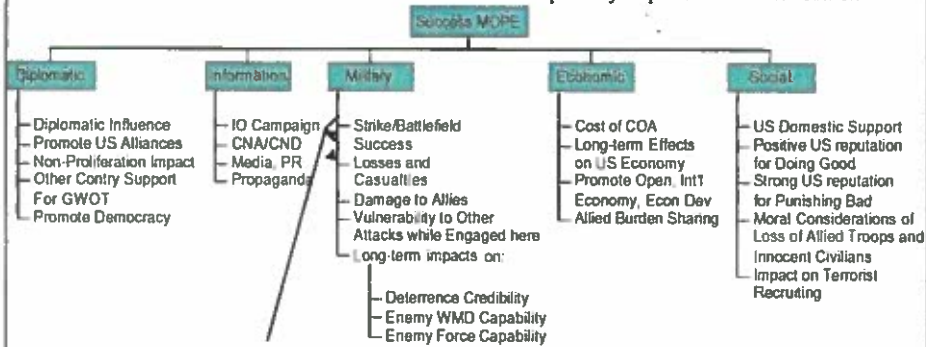 Success MOPE
Diplomatic
Diplomatic Influence
Promote US Alliances
Non-Proliferation Impact
Other Contry Support
For GWOT
Promote Democracy
Information
IO Campaign
CNA/CND
Media, PR
Propaganda
Military
Strike/Battlefield
Success
Losses and
Casualties
Damage to Allies
Vulnerability to Other
Attacks while Engaged here
Long-term impacts on:
Deterrence Credibility
Enemy WMD Capability
Enemy Force Capability
Economic
Cost of COA
Long-term Effects
on US Economy
Promote Open, Int'l
Economy, Econ Dev
Allied Burden Sharing
Social
US Domestic Support
Positive US reputation
for Doing Good
Strong US reputation
for Punishing Bad
Moral Considerations of
Loss of Allied Troops and
Innocent Civilians
Impact on Terrorist
Recruiting